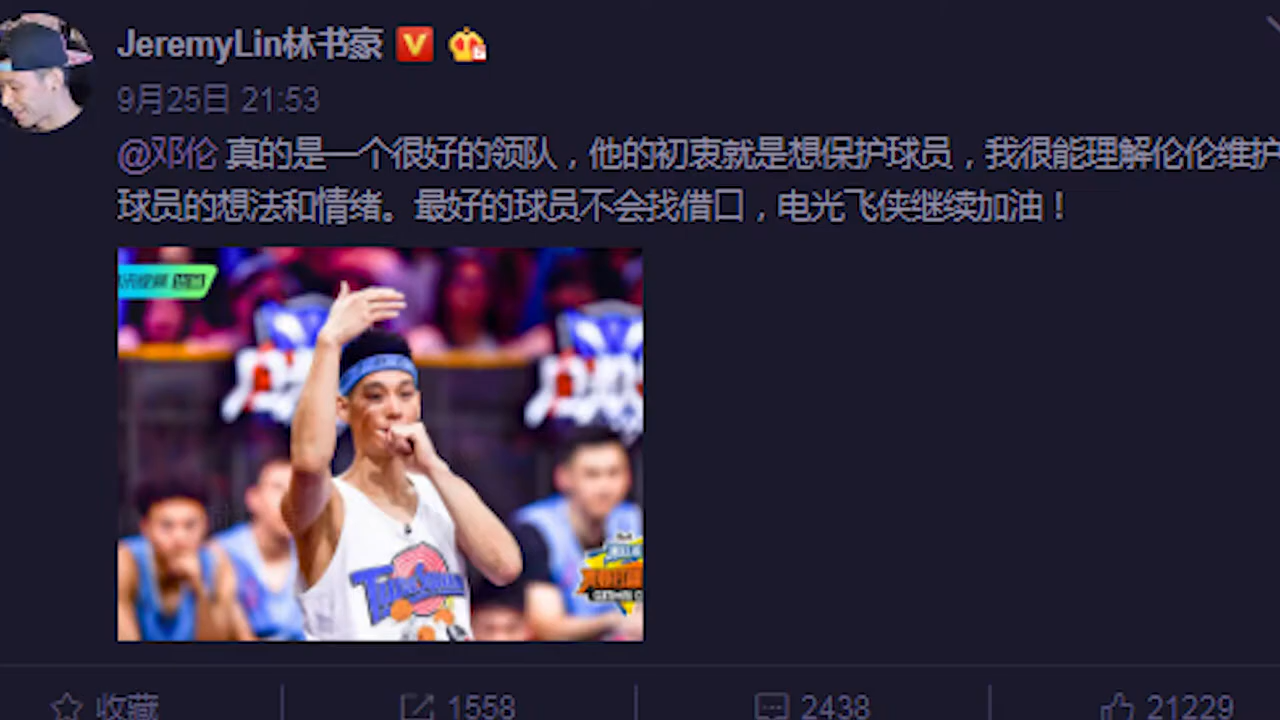 JeremyLin林书豪
9月25日 21:53
@邓伦 真的是一个很好的领队，他的初衷就是想保护球员，我很能理解伦伦维护
球员的想法和情绪。最好的球员不会找借口，电光飞侠继续加油！
收藏
1558
2438
21229